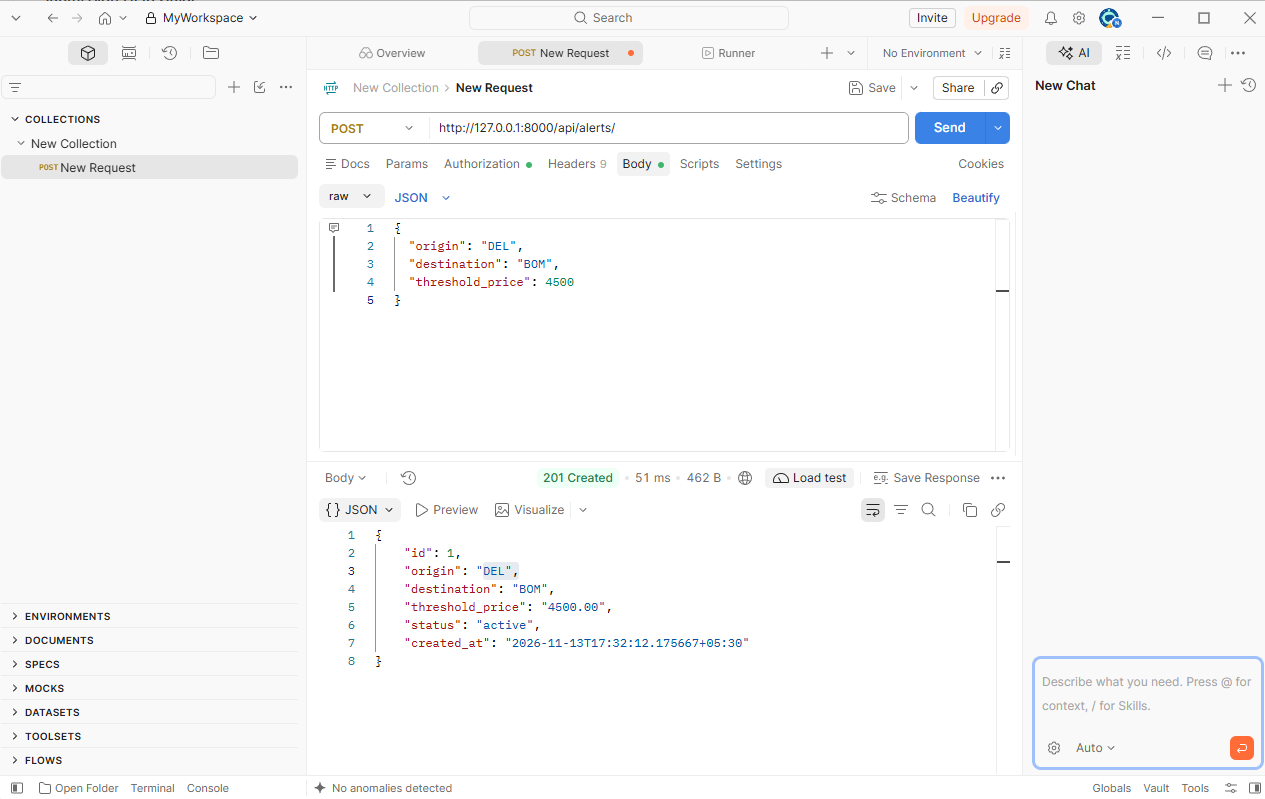 MyWorkspace
Search
Invite
Upgrade
N
Overview
POST New Request
Runner
No Environment
AI
New Collection > New Request
Save
Share
New Chat
HTTP
COLLECTIONS
New Collection
POST New Request
POST
http://127.0.0.1:8000/api/alerts/
Send
Docs
Params
Authorization
Headers 9
Body
Scripts
Settings
Cookies
raw
JSON
Schema
Beautify
1 {
2 "origin": "DEL",
3 "destination": "BOM",
4 "threshold_price": 4500
5 }
Body
201 Created • 51 ms • 462 B
Load test
e.g. Save Response
{} JSON
Preview
Visualize
1 {
2 "id": 1,
3 "origin": "DEL",
4 "destination": "BOM",
5 "threshold_price": "4500.00",
6 "status": "active",
7 "created_at": "2026-11-13T17:32:12.175667+05:30"
8 }
ENVIRONMENTS
DOCUMENTS
SPECS
MOCKS
DATASETS
TOOLSETS
FLOWS
Describe what you need. Press @ for
context, / for Skills.
Auto
Open Folder
Terminal
Console
No anomalies detected
Globals
Vault
Tools